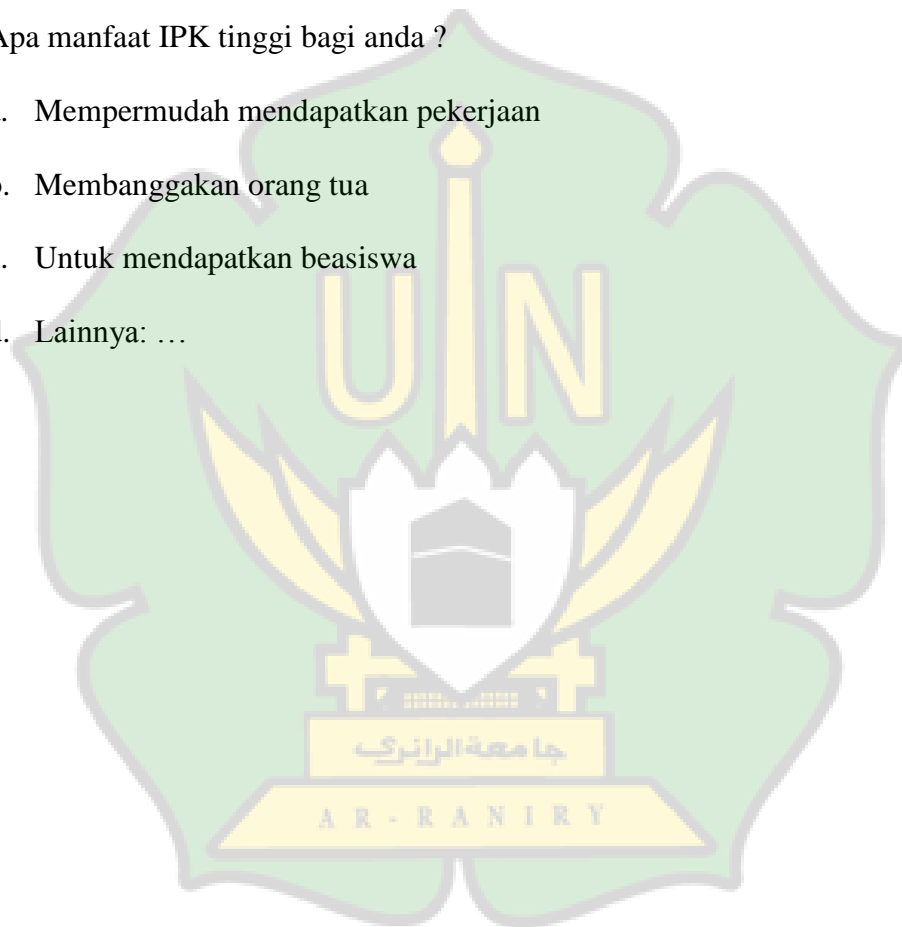 Apa manfaat IPK tinggi bagi anda ?
. Mempermudah mendapatkan pekerjaan
. Membanggakan orang tua
. Untuk mendapatkan beasiswa
. Lainnya: …
UIN
جامعة الرانري
AR-RANIRY